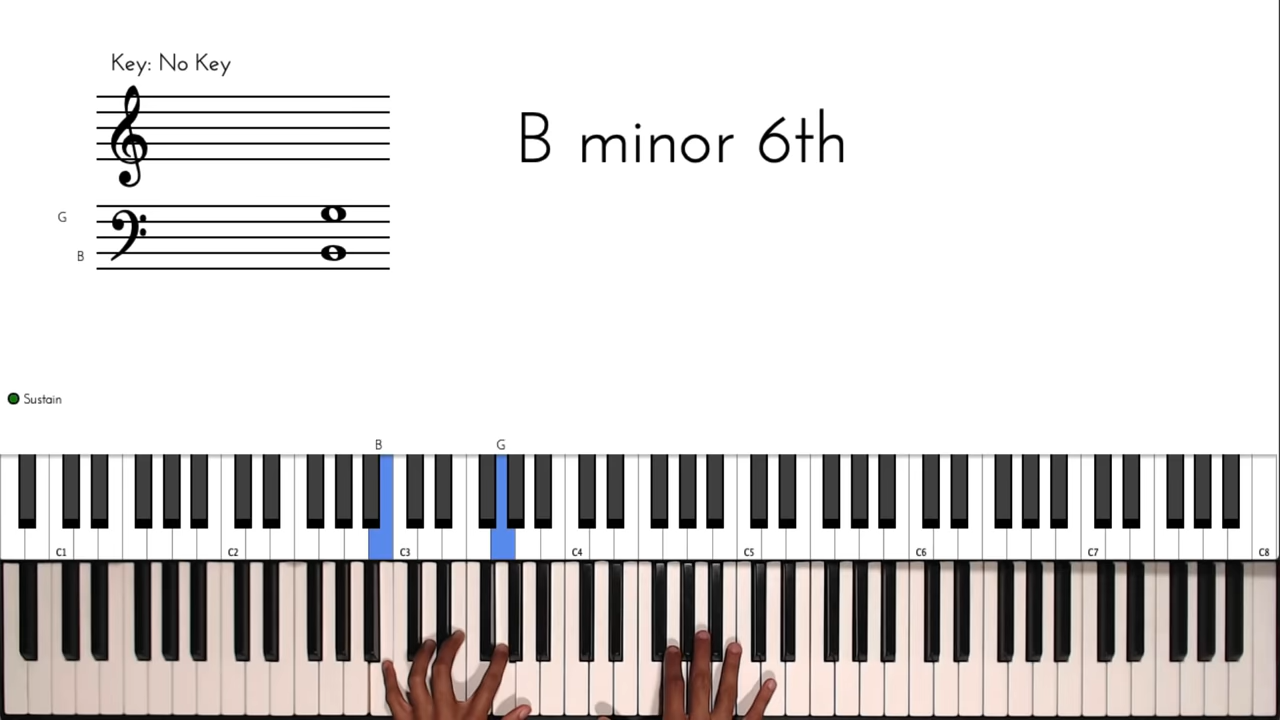 Key: No Key
B minor 6th
G
B
Sustain
B G
C1 C2 C3 C4 C5 C6 C7 C8